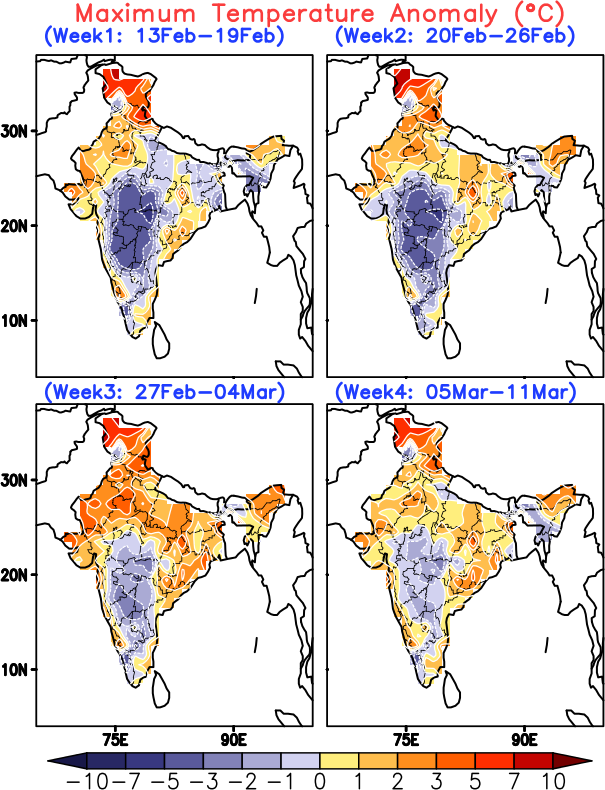 Maximum Temperature Anomaly (°C)
(Week1: 13Feb−19Feb) (Week2: 20Feb−26Feb)
30N
20N
10N
(Week3: 27Feb−04Mar) (Week4: 05Mar−11Mar)
30N
20N
10N
75E 90E 75E 90E
−10 −7 −5 −3 −2 −1 0 1 2 3 5 7 10